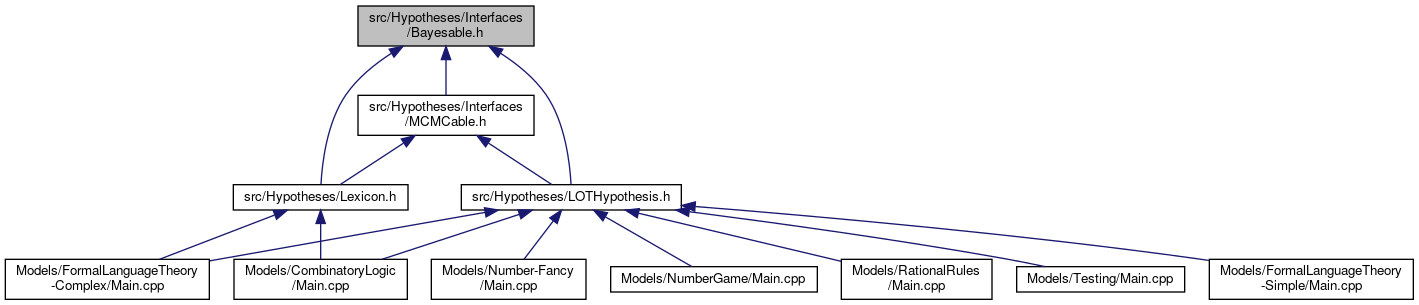 src/Hypotheses/Interfaces
/Bayesable.h
src/Hypotheses/Interfaces
/MCMCable.h
src/Hypotheses/Lexicon.h
src/Hypotheses/LOTHypothesis.h
Models/FormalLanguageTheory
-Complex/Main.cpp
Models/CombinatoryLogic
/Main.cpp
Models/Number-Fancy
/Main.cpp
Models/NumberGame/Main.cpp
Models/RationalRules
/Main.cpp
Models/Testing/Main.cpp
Models/FormalLanguageTheory
-Simple/Main.cpp